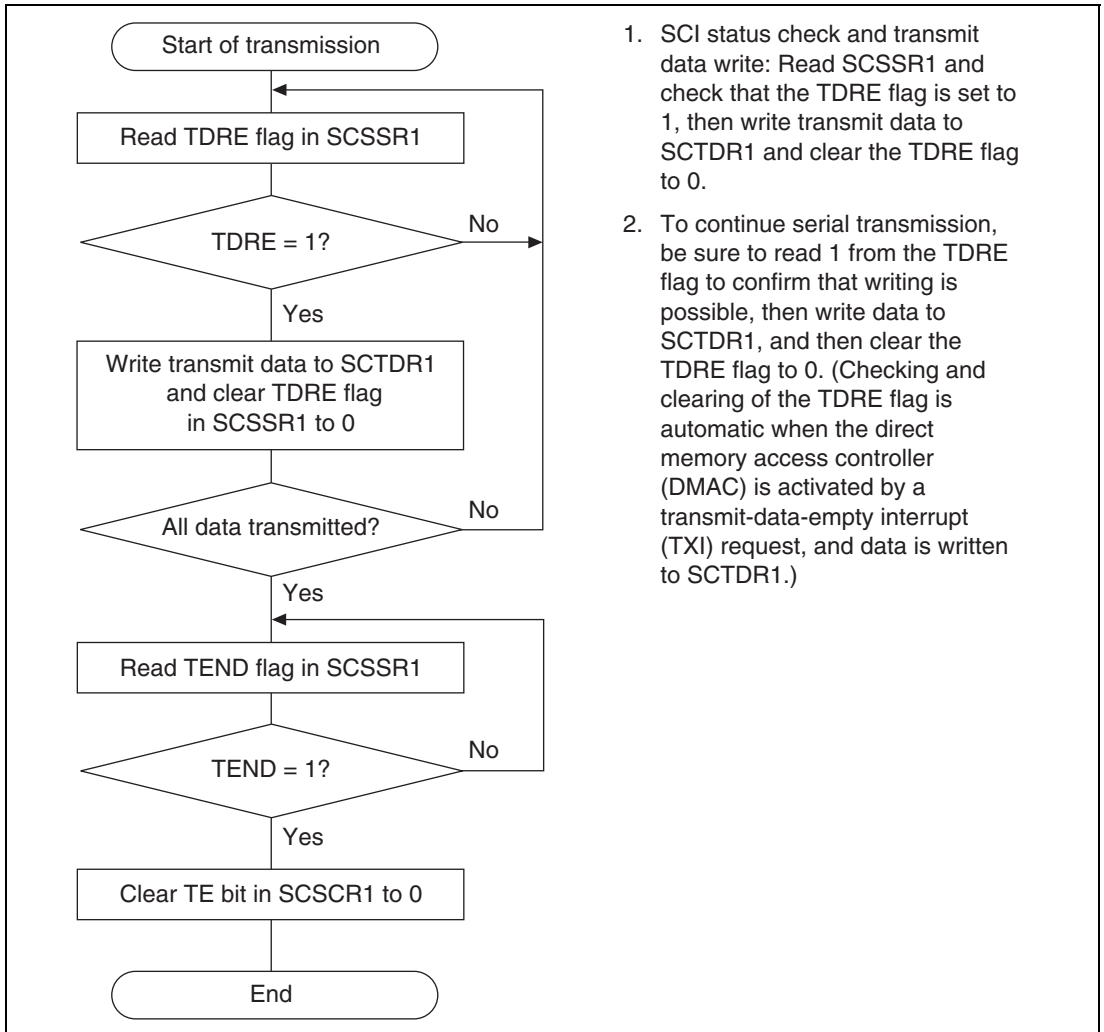 Start of transmission
Read TDRE flag in SCSSR1
TDRE = 1?
No
Yes
Write transmit data to SCTDR1
and clear TDRE flag
in SCSSR1 to 0
All data transmitted?
No
Yes
Read TEND flag in SCSSR1
TEND = 1?
No
Yes
Clear TE bit in SCSCR1 to 0
End
1. SCI status check and transmit
data write: Read SCSSR1 and
check that the TDRE flag is set to
1, then write transmit data to
SCTDR1 and clear the TDRE flag
to 0.
2. To continue serial transmission,
be sure to read 1 from the TDRE
flag to confirm that writing is
possible, then write data to
SCTDR1, and then clear the
TDRE flag to 0. (Checking and
clearing of the TDRE flag is
automatic when the direct
memory access controller
(DMAC) is activated by a
transmit-data-empty interrupt
(TXI) request, and data is written
to SCTDR1.)